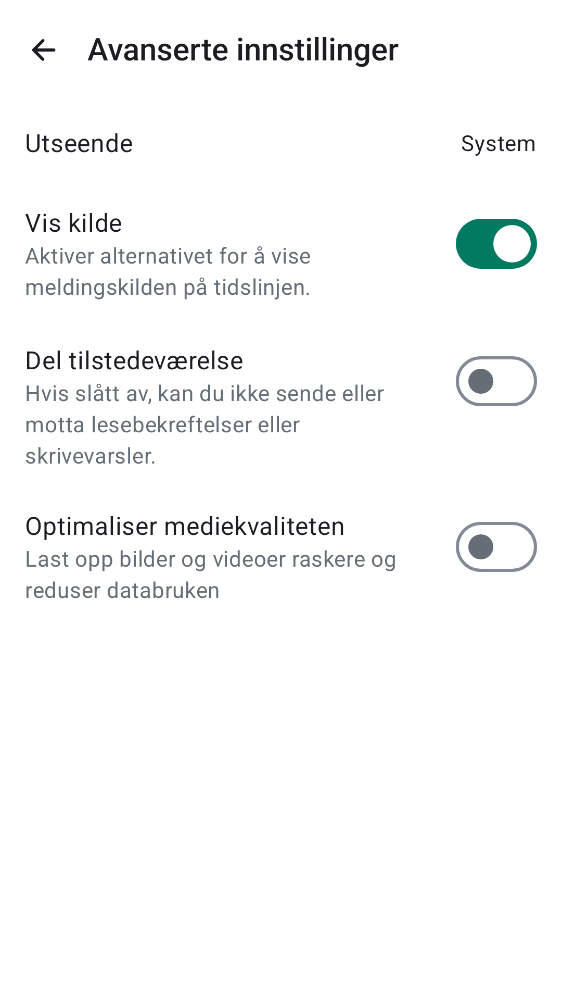 Avanserte innstillinger
Utseende
System
Vis kilde
Aktiver alternativet for å vise
meldingskilden på tidslinjen.
Del tilstedeværelse
Hvis slått av, kan du ikke sende eller
motta lesebekreftelser eller
skrivevarsler.
Optimaliser mediekvaliteten
Last opp bilder og videoer raskere og
reduser databruken